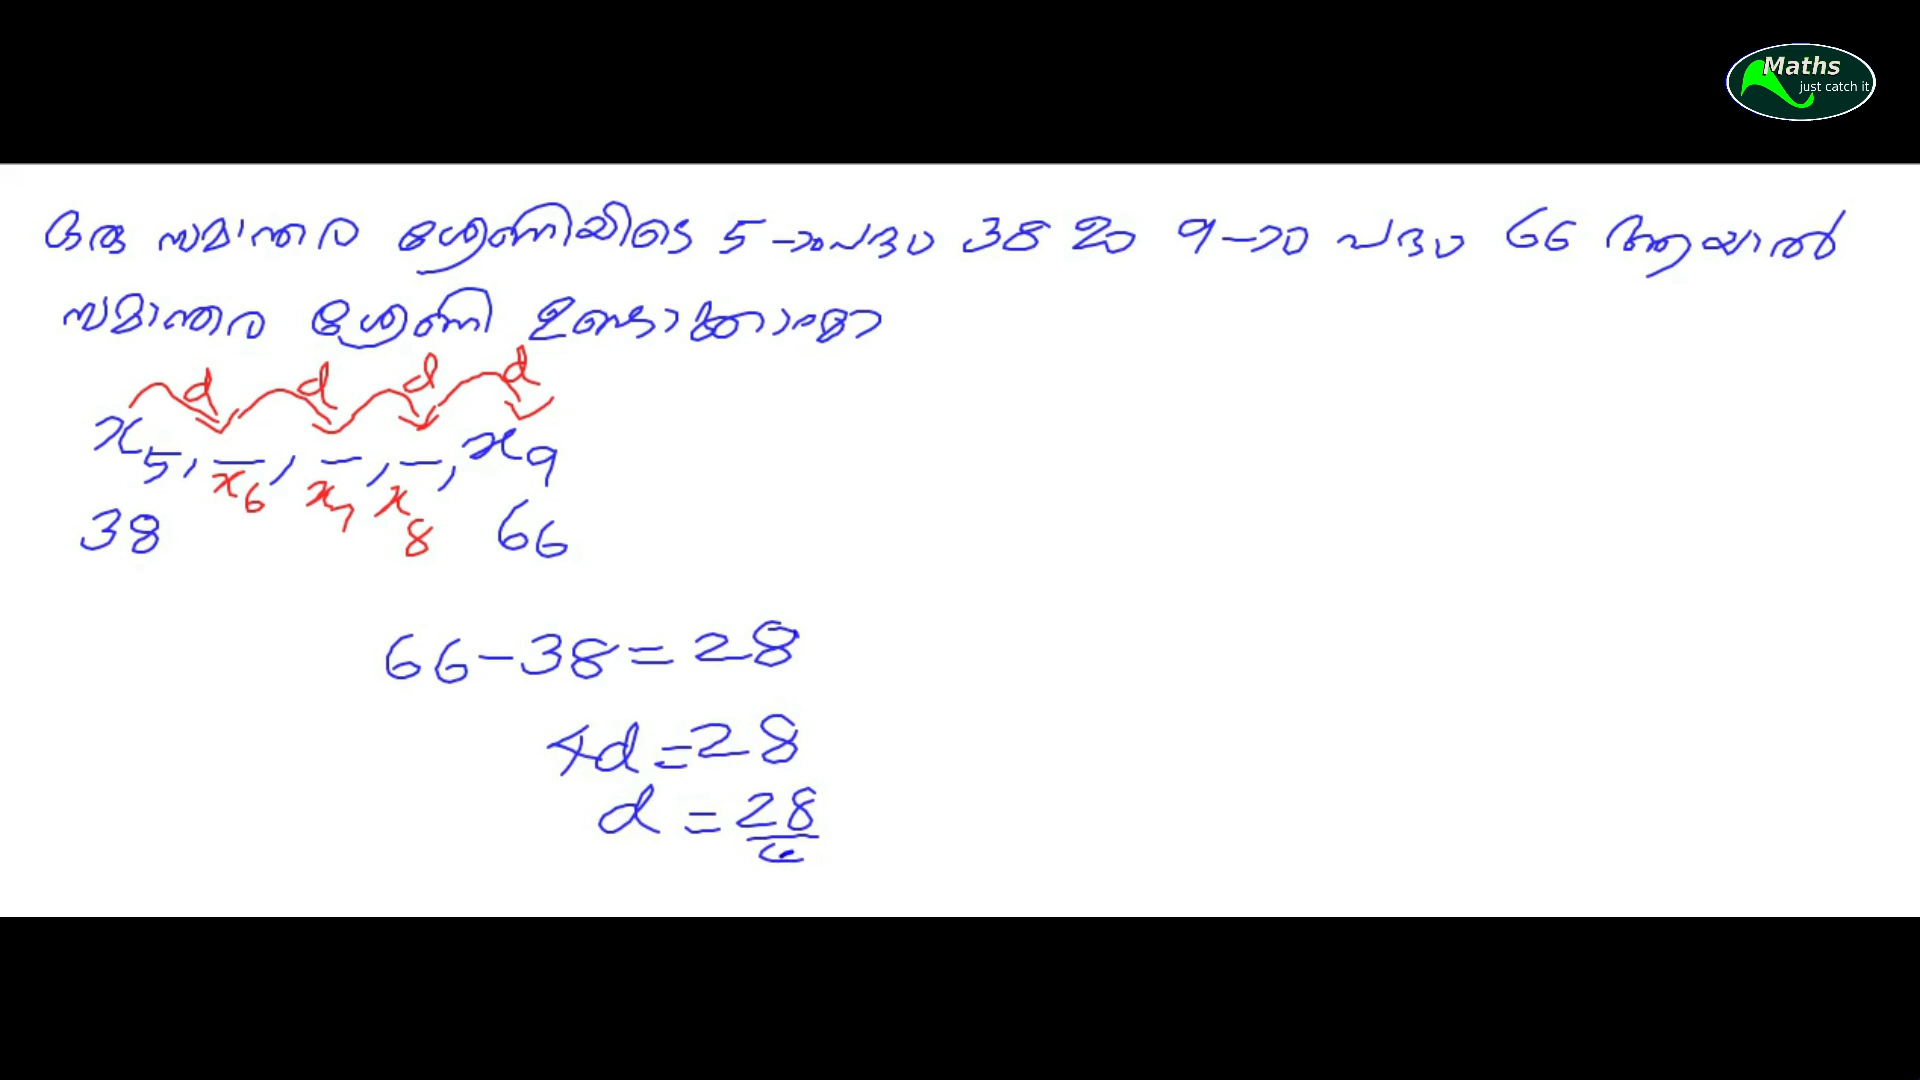 Maths
just catch it
ഒരു സമാന്തര ശ്രേണിയിടെ 5-ാംപദം 38 ഉം 9-ാം പദം 66 ആയാൽ
സമാന്തര ശ്രേണി ഉണ്ടാക്കാമോ
d d d d
x5, _, _, _, x9
x6 x7 x8
38 66
66-38=28
4d=28
d = 28